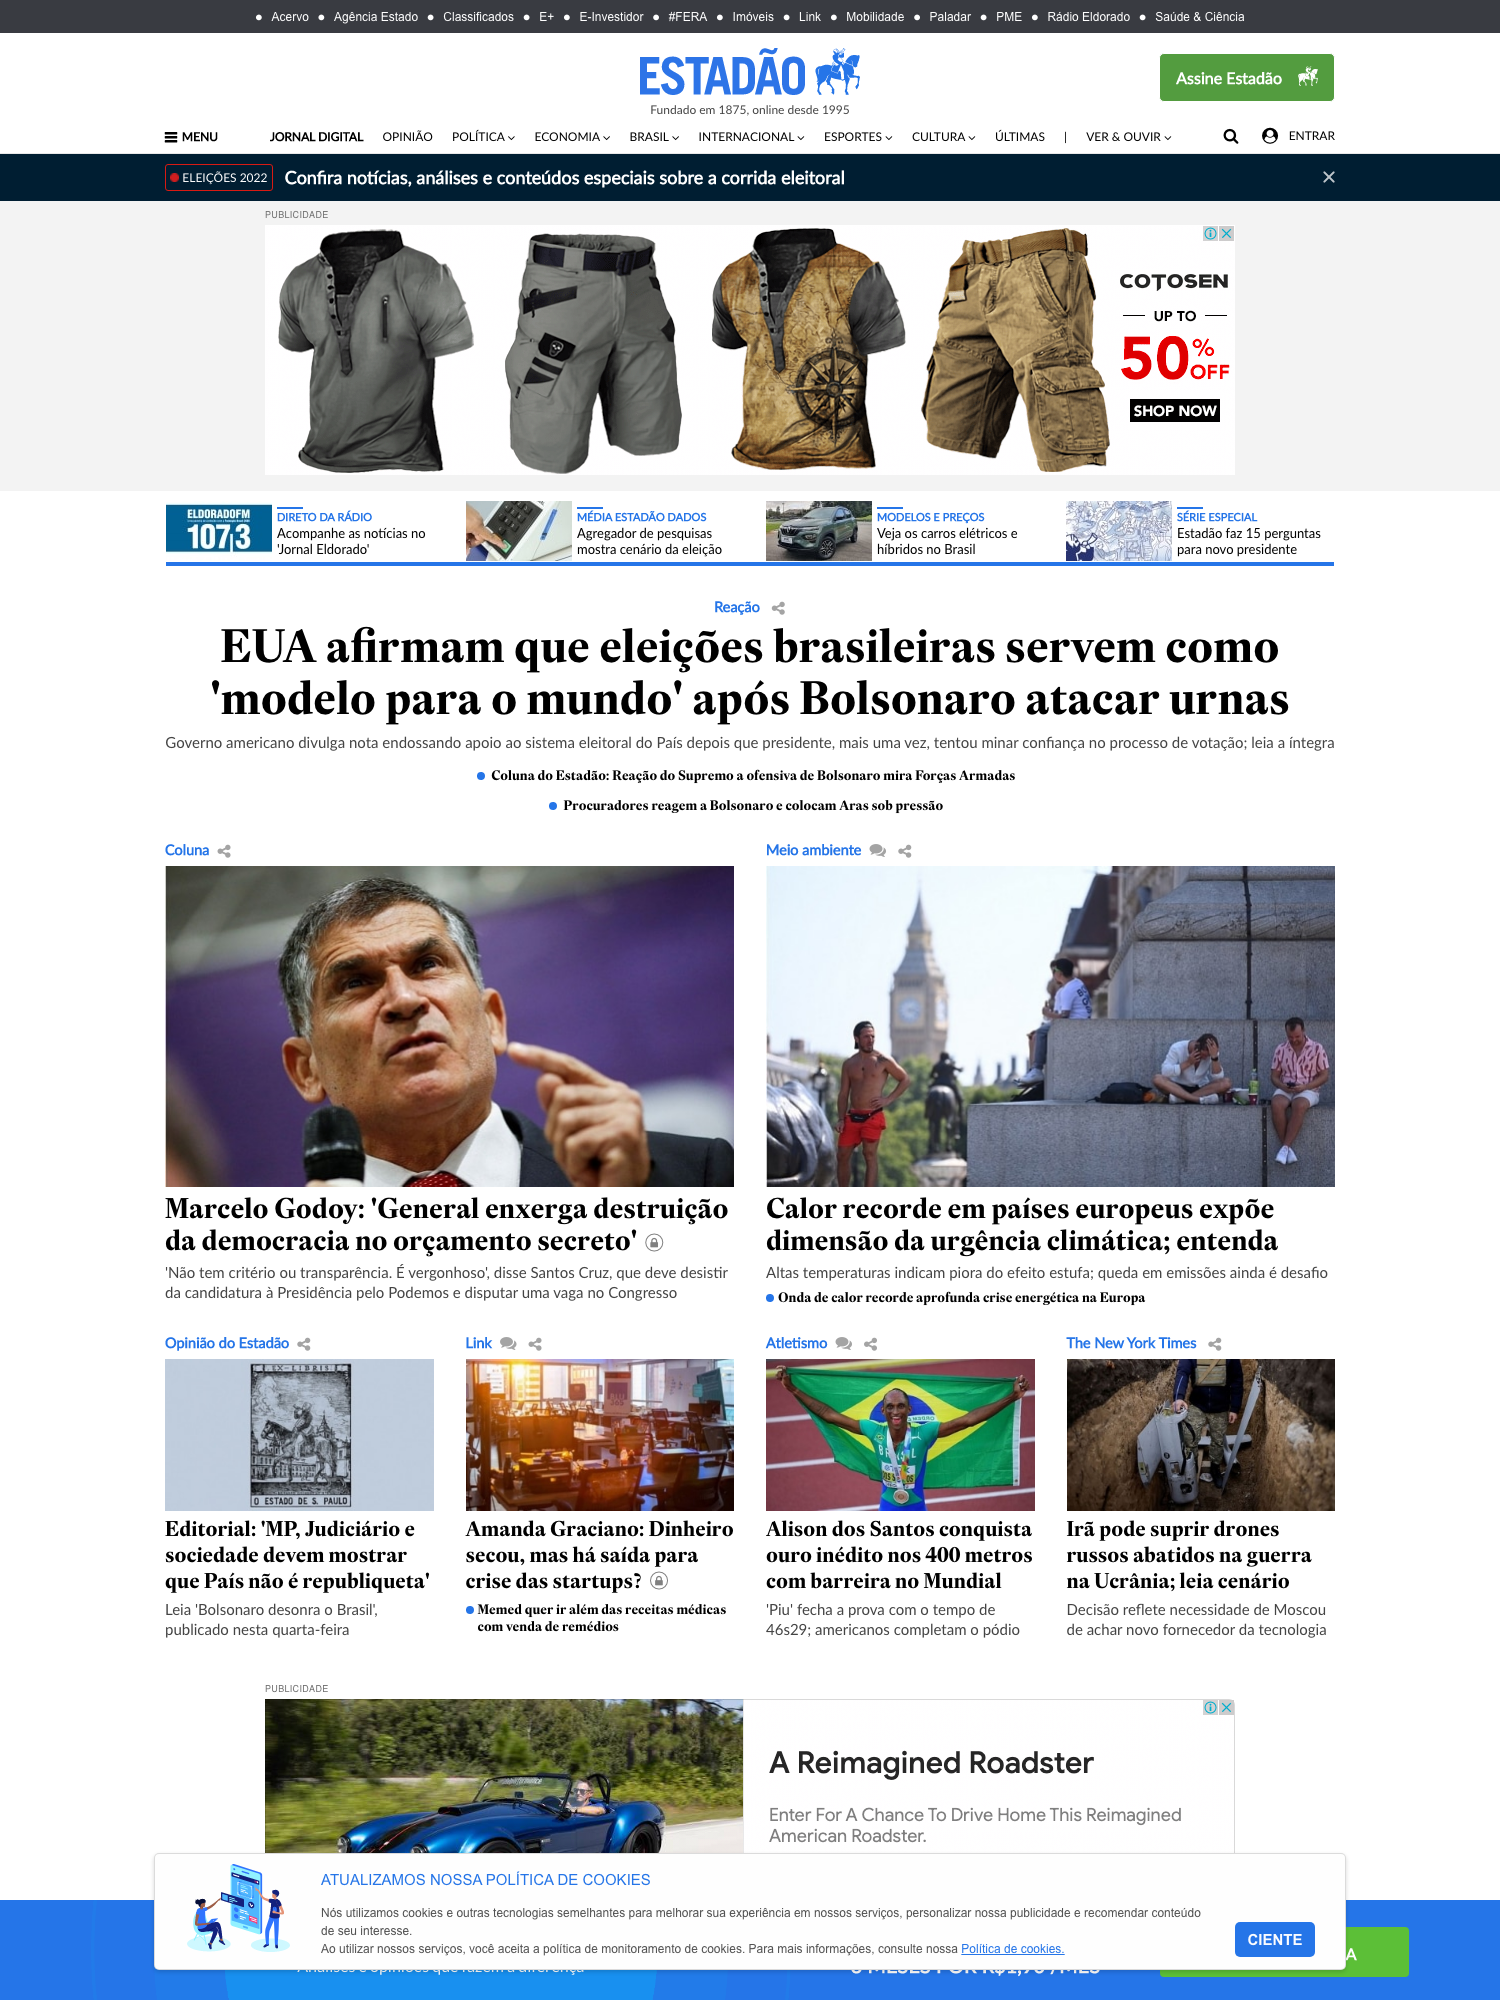 Acervo Agência Estado Classificados E+ E-Investidor #FERA Imóveis Link Mobilidade Paladar PME Rádio Eldorado Saúde & Ciência
ESTADÃO
Fundado em 1875, online desde 1995
Assine Estadão
MENU JORNAL DIGITAL OPINIÃO POLÍTICA ECONOMIA BRASIL INTERNACIONAL ESPORTES CULTURA ÚLTIMAS | VER & OUVIR ENTRAR
ELEIÇÕES 2022 Confira notícias, análises e conteúdos especiais sobre a corrida eleitoral
PUBLICIDADE
COTOSEN
UP TO
50% OFF
SHOP NOW
ELDORADOFM
107,3
DIRETO DA RÁDIO
Acompanhe as notícias no
'Jornal Eldorado'
MÉDIA ESTADÃO DADOS
Agregador de pesquisas
mostra cenário da eleição
MODELOS E PREÇOS
Veja os carros elétricos e
híbridos no Brasil
SÉRIE ESPECIAL
Estadão faz 15 perguntas
para novo presidente
Reação
EUA afirmam que eleições brasileiras servem como
'modelo para o mundo' após Bolsonaro atacar urnas
Governo americano divulga nota endossando apoio ao sistema eleitoral do País depois que presidente, mais uma vez, tentou minar confiança no processo de votação; leia a íntegra
Coluna do Estadão: Reação do Supremo a ofensiva de Bolsonaro mira Forças Armadas
Procuradores reagem a Bolsonaro e colocam Aras sob pressão
Coluna
Marcelo Godoy: 'General enxerga destruição
da democracia no orçamento secreto'
'Não tem critério ou transparência. É vergonhoso', disse Santos Cruz, que deve desistir
da candidatura à Presidência pelo Podemos e disputar uma vaga no Congresso
Meio ambiente
Calor recorde em países europeus expõe
dimensão da urgência climática; entenda
Altas temperaturas indicam piora do efeito estufa; queda em emissões ainda é desafio
Onda de calor recorde aprofunda crise energética na Europa
Opinião do Estadão
EX-LIBRIS
O ESTADO DE S. PAULO
Editorial: 'MP, Judiciário e
sociedade devem mostrar
que País não é republiqueta'
Leia 'Bolsonaro desonra o Brasil',
publicado nesta quarta-feira
Link
Amanda Graciano: Dinheiro
secou, mas há saída para
crise das startups?
Memed quer ir além das receitas médicas
com venda de remédios
Atletismo
BRASIL
Alison dos Santos conquista
ouro inédito nos 400 metros
com barreira no Mundial
'Piu' fecha a prova com o tempo de
46s29; americanos completam o pódio
The New York Times
Irã pode suprir drones
russos abatidos na guerra
na Ucrânia; leia cenário
Decisão reflete necessidade de Moscou
de achar novo fornecedor da tecnologia
PUBLICIDADE
A Reimagined Roadster
Enter For A Chance To Drive Home This Reimagined
American Roadster.
ATUALIZAMOS NOSSA POLÍTICA DE COOKIES
Nós utilizamos cookies e outras tecnologias semelhantes para melhorar sua experiência em nossos serviços, personalizar nossa publicidade e recomendar conteúdo
de seu interesse.
Ao utilizar nossos serviços, você aceita a política de monitoramento de cookies. Para mais informações, consulte nossa Política de cookies.
CIENTE